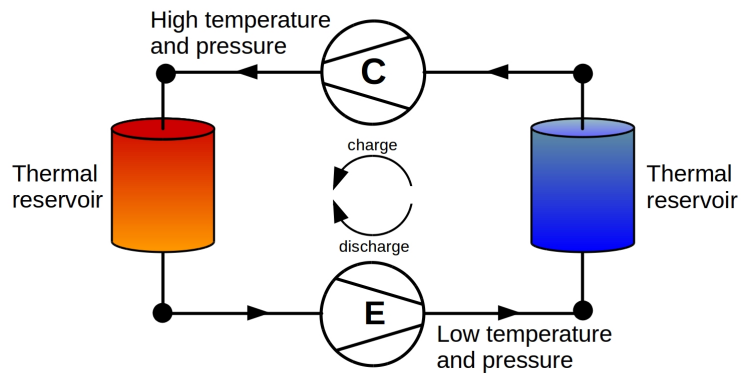 High temperature
and pressure
C
Thermal
reservoir
charge
Thermal
reservoir
discharge
E
Low temperature
and pressure